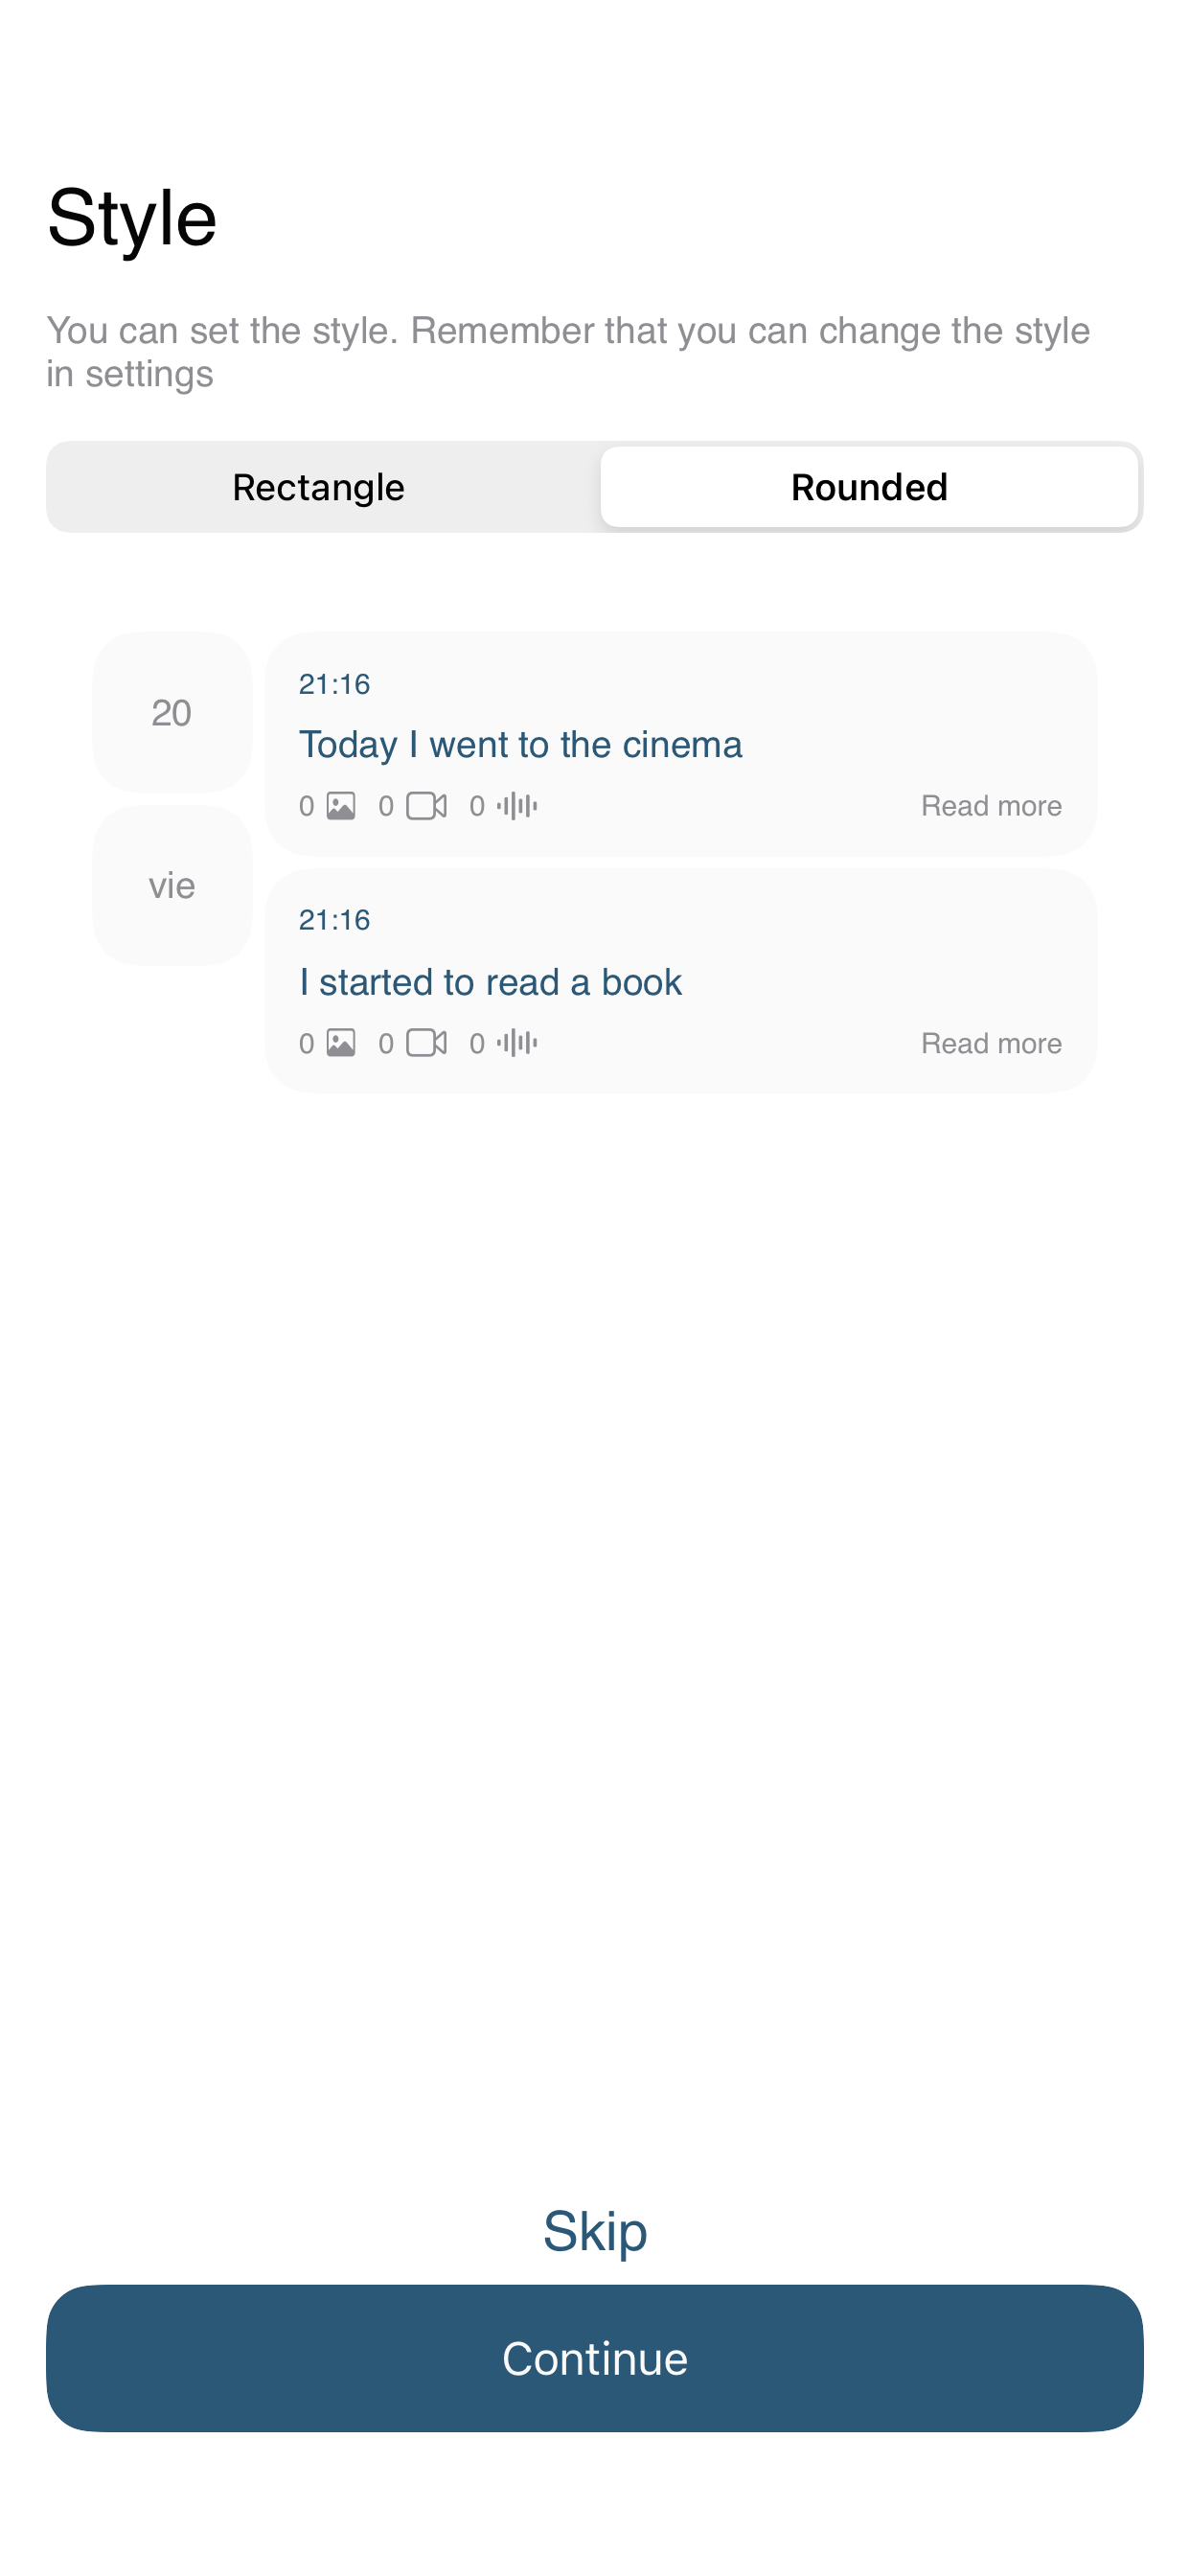 Style
You can set the style. Remember that you can change the style
in settings
Rectangle
Rounded
20
vie
21:16
Today I went to the cinema
0 0 0 Read more
21:16
I started to read a book
0 0 0 Read more
Skip
Continue